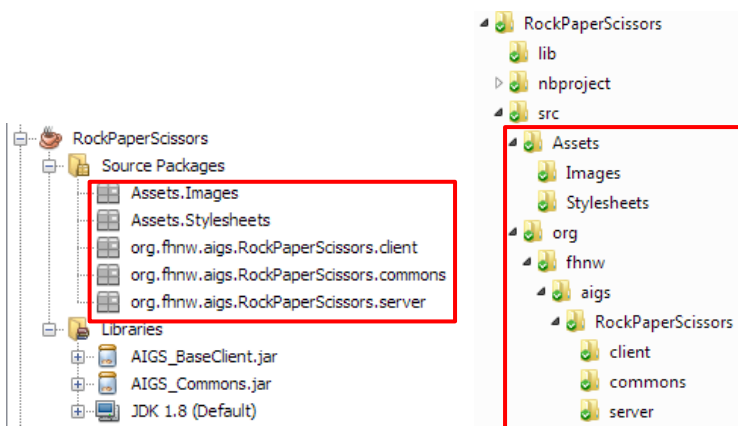 RockPaperScissors
Source Packages
Assets.Images
Assets.Stylesheets
org.fhnw.aigs.RockPaperScissors.client
org.fhnw.aigs.RockPaperScissors.commons
org.fhnw.aigs.RockPaperScissors.server
Libraries
AIGS_BaseClient.jar
AIGS_Commons.jar
JDK 1.8 (Default)
RockPaperScissors
lib
nbproject
src
Assets
Images
Stylesheets
org
fhnw
aigs
RockPaperScissors
client
commons
server